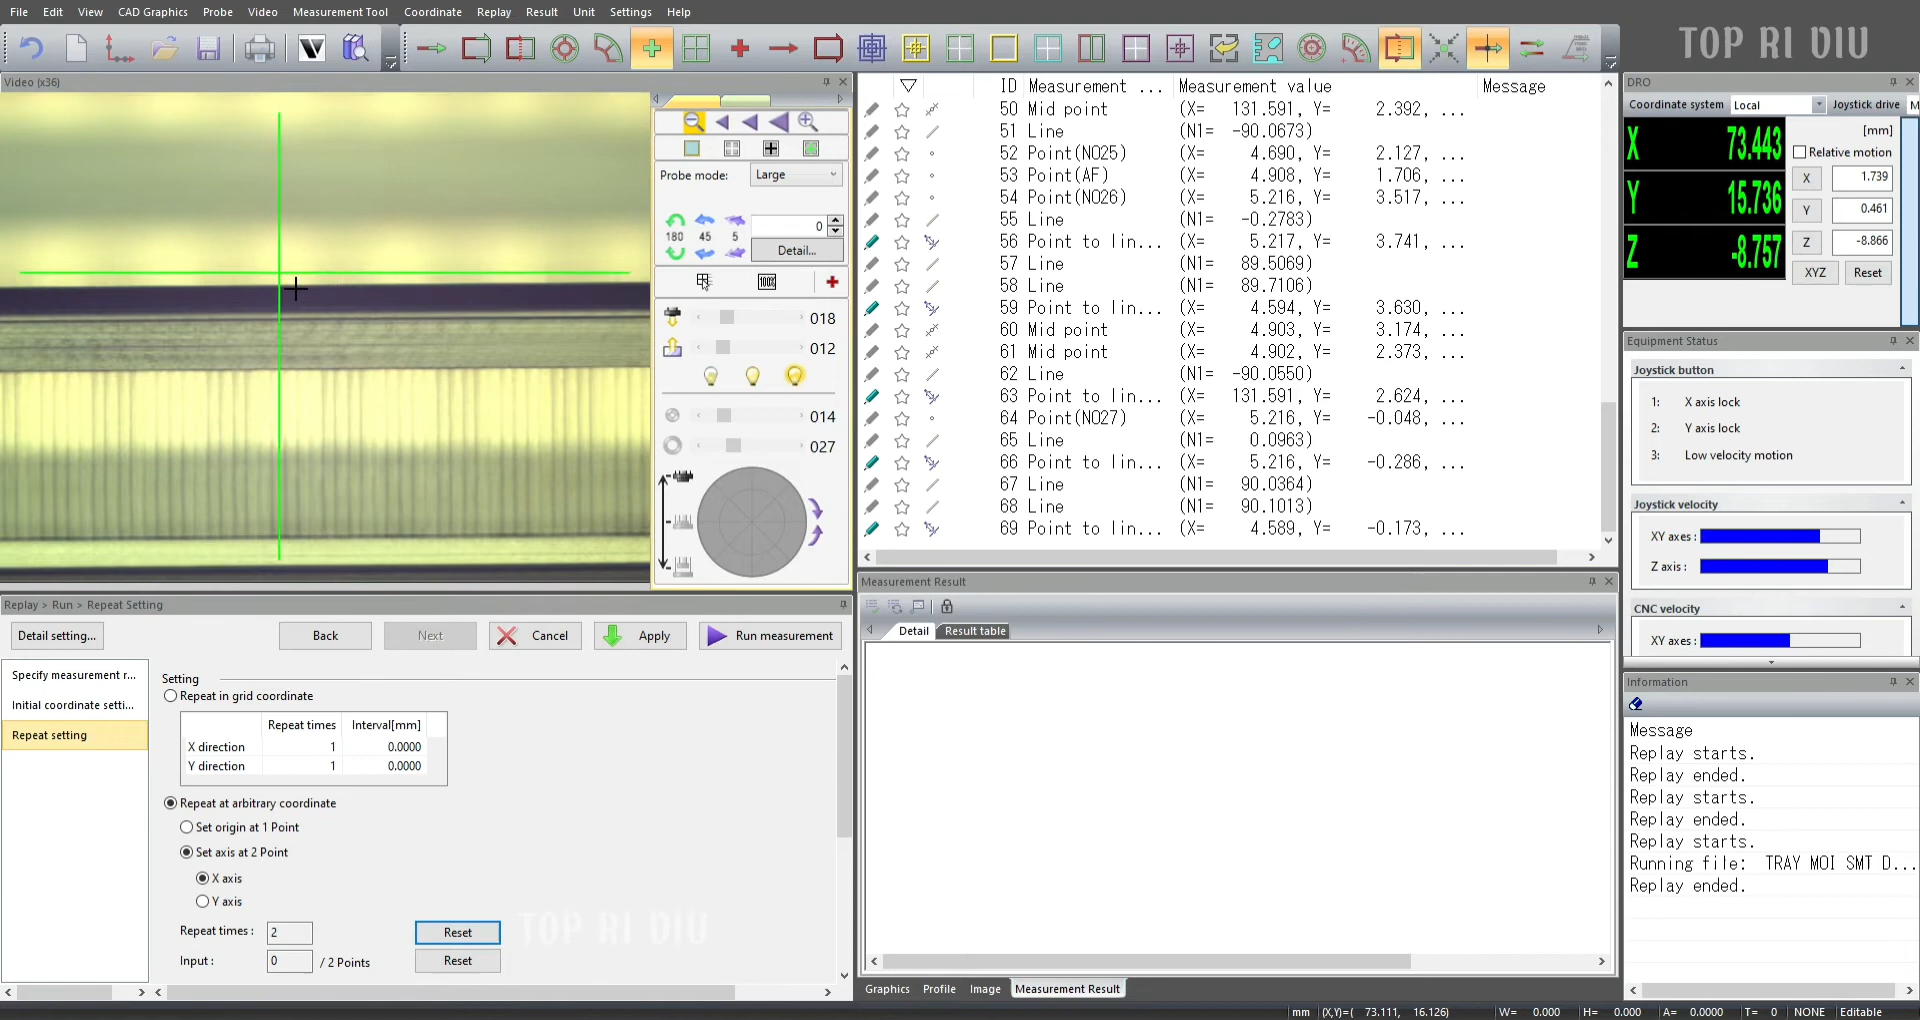 File Edit View CAD Graphics Probe Video Measurement Tool Coordinate Replay Result Unit Settings Help
TOP RI DIU
Video (x36)
Probe mode: Large
180 45 5 0
Detail...
100%
018
012
014
027
ID Measurement ... Measurement value Message
50 Mid point (X= 131.591, Y= 2.392, ...
51 Line (N1= -90.0673)
52 Point(NO25) (X= 4.690, Y= 2.127, ...
53 Point(AF) (X= 4.908, Y= 1.706, ...
54 Point(NO26) (X= 5.216, Y= 3.517, ...
55 Line (N1= -0.2783)
56 Point to lin... (X= 5.217, Y= 3.741, ...
57 Line (N1= 89.5069)
58 Line (N1= 89.7106)
59 Point to lin... (X= 4.594, Y= 3.630, ...
60 Mid point (X= 4.903, Y= 3.174, ...
61 Mid point (X= 4.902, Y= 2.373, ...
62 Line (N1= -90.0550)
63 Point to lin... (X= 131.591, Y= 2.624, ...
64 Point(NO27) (X= 5.216, Y= -0.048, ...
65 Line (N1= 0.0963)
66 Point to lin... (X= 5.216, Y= -0.286, ...
67 Line (N1= 90.0364)
68 Line (N1= 90.1013)
69 Point to lin... (X= 4.589, Y= -0.173, ...
DRO
Coordinate system Local Joystick drive M
X 73.443
Y 15.736
Z -8.757
[mm]
Relative motion
X 1.739
Y 0.461
Z -8.866
XYZ Reset
Equipment Status
Joystick button
1: X axis lock
2: Y axis lock
3: Low velocity motion
Joystick velocity
XY axes :
Z axis :
CNC velocity
XY axes :
Replay > Run > Repeat Setting
Detail setting... Back Next Cancel Apply Run measurement
Specify measurement r...
Initial coordinate setti...
Repeat setting
Setting
Repeat in grid coordinate
Repeat times Interval[mm]
X direction 1 0.0000
Y direction 1 0.0000
Repeat at arbitrary coordinate
Set origin at 1 Point
Set axis at 2 Point
X axis
Y axis
Repeat times : 2 Reset
Input : 0 / 2 Points Reset
TOP RI DIU
Measurement Result
Detail Result table
Graphics Profile Image Measurement Result
Information
Message
Replay starts.
Replay ended.
Replay starts.
Replay ended.
Replay starts.
Running file: TRAY MOI SMT D...
Replay ended.
mm (X,Y)=( 73.111, 16.126) W= 0.000 H= 0.000 A= 0.0000 T= 0 NONE Editable